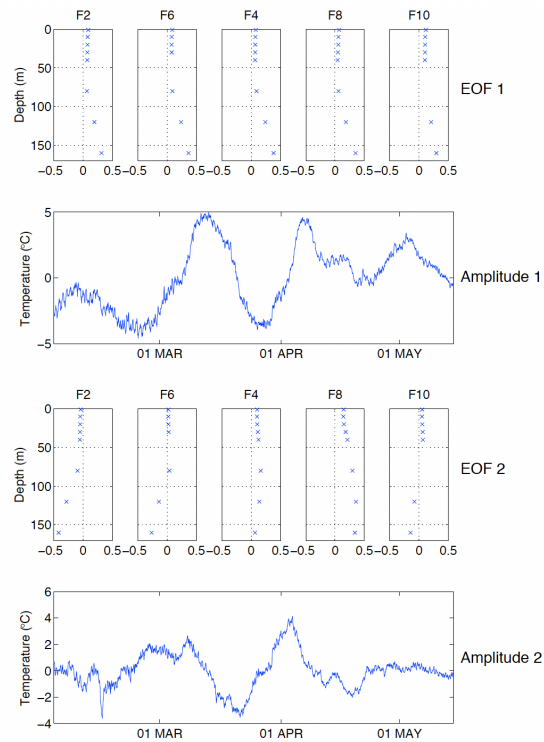 F2 F6 F4 F8 F10
0
50
100
150
Depth (m)
EOF 1
−0.5 0 0.5 −0.5 0 0.5 −0.5 0 0.5 −0.5 0 0.5 −0.5 0 0.5
5
0
−5
Temperature (°C)
Amplitude 1
01 MAR 01 APR 01 MAY
F2 F6 F4 F8 F10
0
50
100
150
Depth (m)
EOF 2
−0.5 0 0.5 −0.5 0 0.5 −0.5 0 0.5 −0.5 0 0.5 −0.5 0 0.5
6
4
2
0
−2
−4
Temperature (°C)
Amplitude 2
01 MAR 01 APR 01 MAY